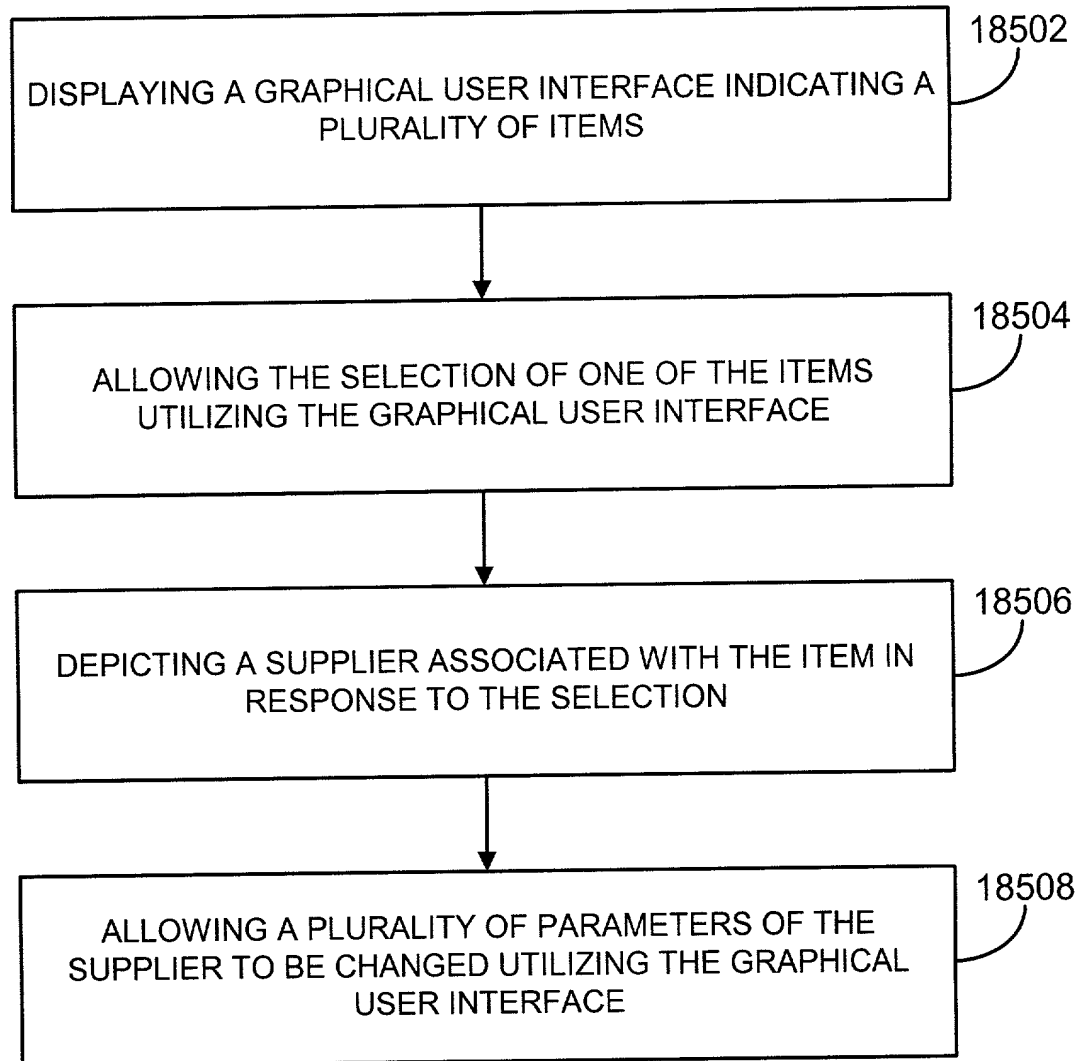 18502
DISPLAYING A GRAPHICAL USER INTERFACE INDICATING A
PLURALITY OF ITEMS
18504
ALLOWING THE SELECTION OF ONE OF THE ITEMS
UTILIZING THE GRAPHICAL USER INTERFACE
18506
DEPICTING A SUPPLIER ASSOCIATED WITH THE ITEM IN
RESPONSE TO THE SELECTION
18508
ALLOWING A PLURALITY OF PARAMETERS OF THE
SUPPLIER TO BE CHANGED UTILIZING THE GRAPHICAL
USER INTERFACE